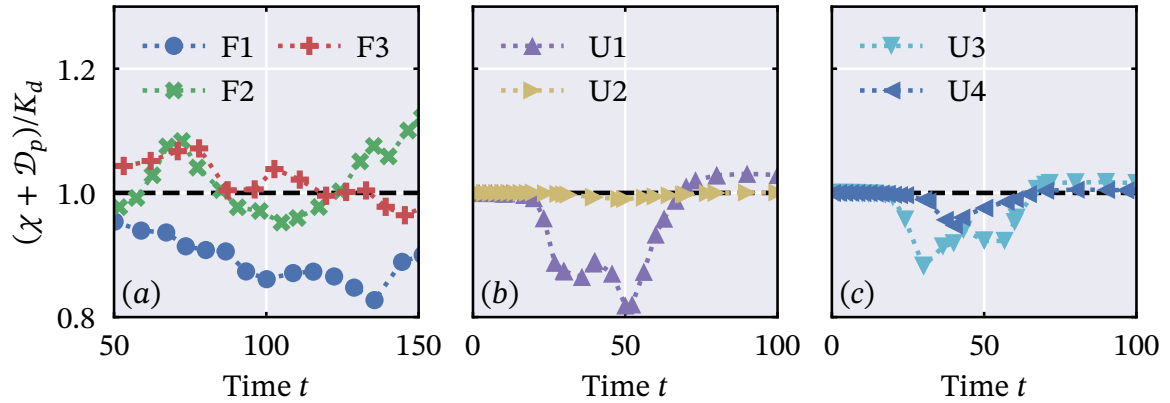 (χ + 𝒟ₚ)/K_d
1.2
1.0
0.8
F1
F3
F2
(a)
50
100
150
Time t
U1
U2
(b)
0
50
100
Time t
U3
U4
(c)
0
50
100
Time t